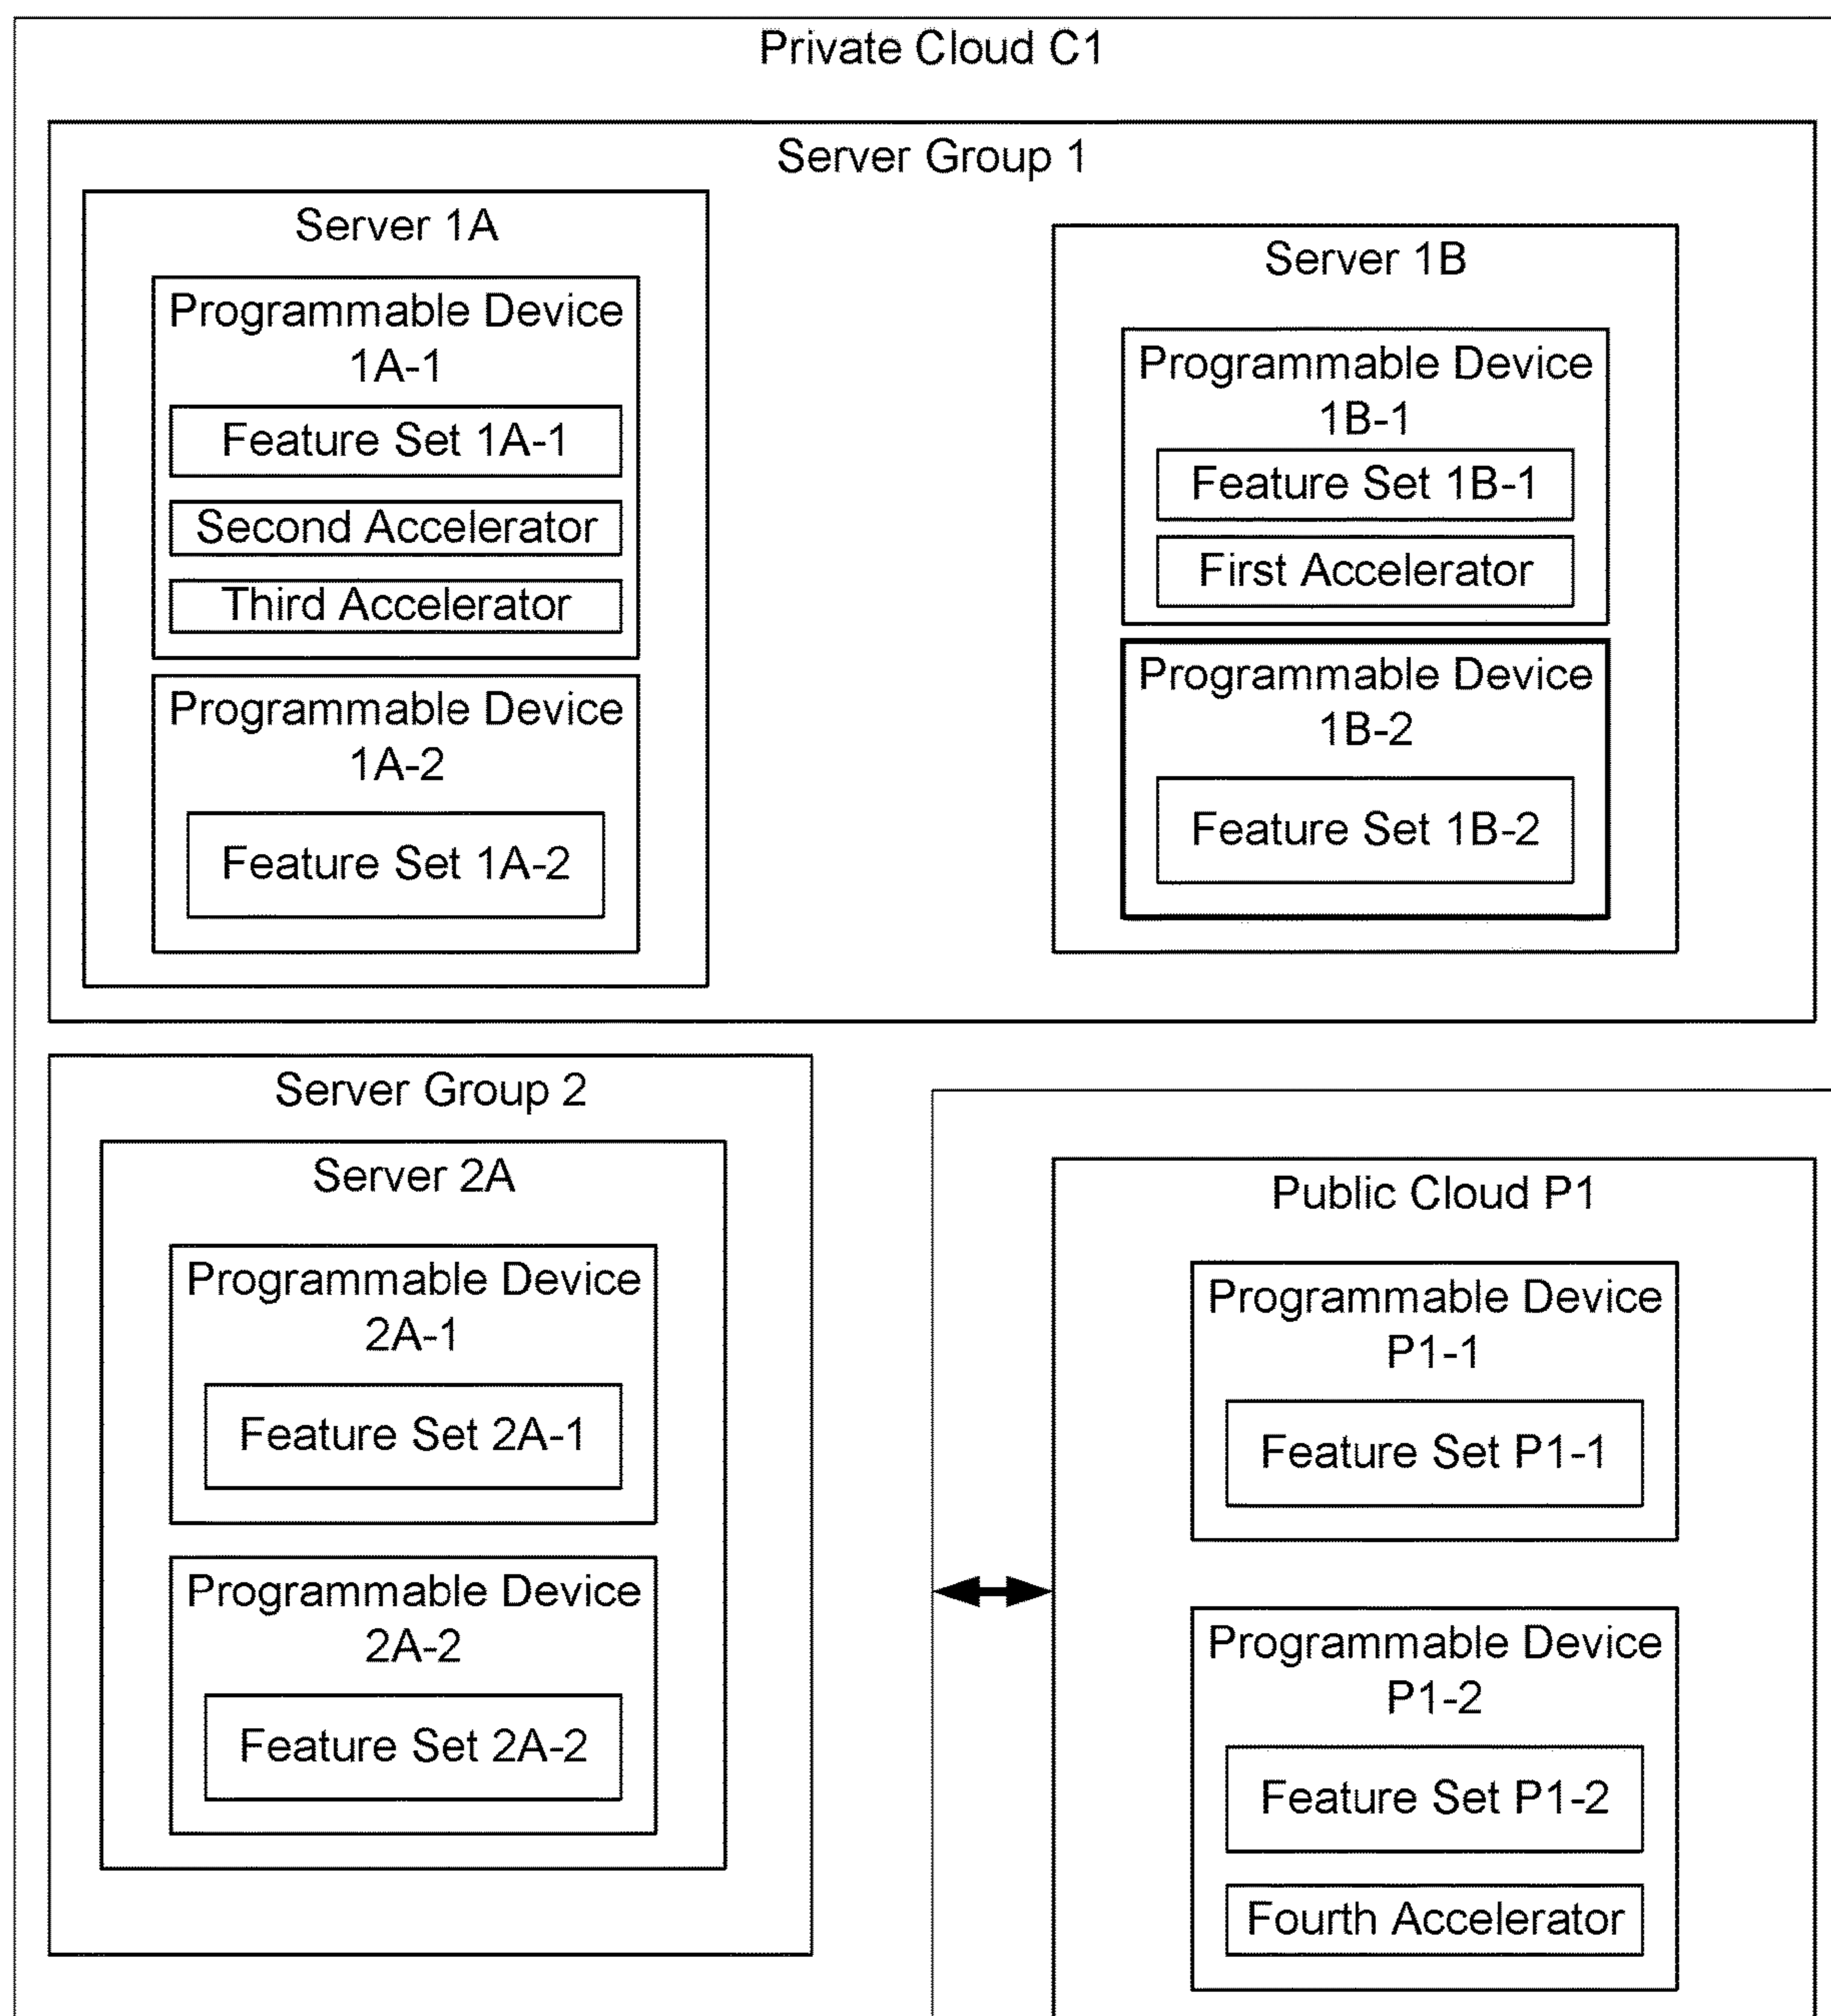 Private Cloud C1
Server Group 1
Server 1A
Programmable Device
1A-1
Feature Set 1A-1
Second Accelerator
Third Accelerator
Programmable Device
1A-2
Feature Set 1A-2
Server 1B
Programmable Device
1B-1
Feature Set 1B-1
First Accelerator
Programmable Device
1B-2
Feature Set 1B-2
Server Group 2
Server 2A
Programmable Device
2A-1
Feature Set 2A-1
Programmable Device
2A-2
Feature Set 2A-2
Public Cloud P1
Programmable Device
P1-1
Feature Set P1-1
Programmable Device
P1-2
Feature Set P1-2
Fourth Accelerator